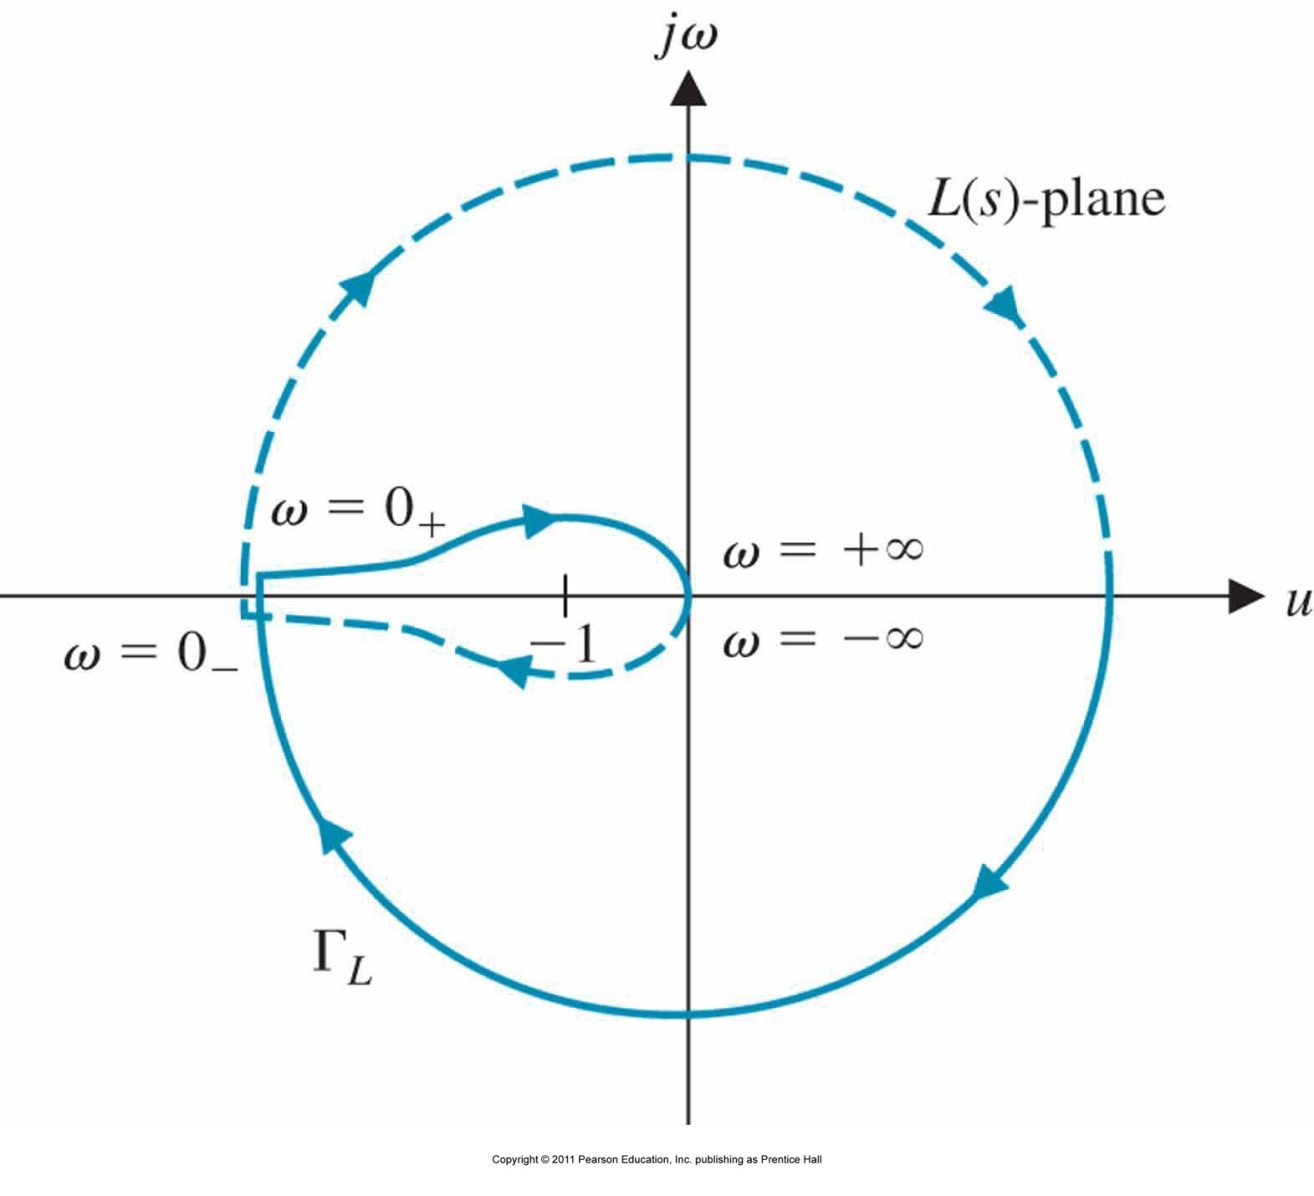 jω
L(s)-plane
ω = 0₊
ω = +∞
u
ω = 0₋
−1
ω = −∞
Γ_L
Copyright © 2011 Pearson Education, Inc. publishing as Prentice Hall